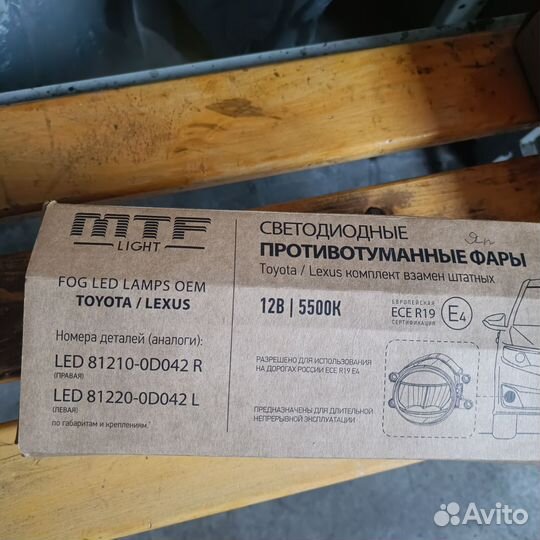 MTF
LIGHT
FOG LED LAMPS OEM
TOYOTA / LEXUS
Номера деталей (аналоги):
LED 81210-0D042 R
(ПРАВАЯ)
LED 81220-0D042 L
(ЛЕВАЯ)
по габаритам и креплениям.
СВЕТОДИОДНЫЕ
ПРОТИВОТУМАННЫЕ ФАРЫ
Toyota / Lexus комплект взамен штатных
12В | 5500К
ЕВРОПЕЙСКАЯ
ECE R19
СЕРТИФИКАЦИЯ
E4
РАЗРЕШЕНО ДЛЯ ИСПОЛЬЗОВАНИЯ
НА ДОРОГАХ РОССИИ ECE R19 E4
ПРЕДНАЗНАЧЕНЫ ДЛЯ ДЛИТЕЛЬНОЙ
НЕПРЕРЫВНОЙ ЭКСПЛУАТАЦИИ
Avito